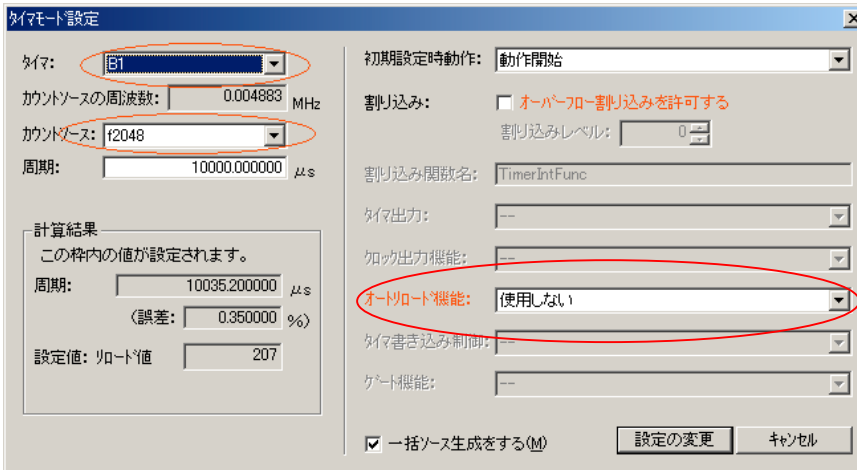 ﾀｲﾏﾓｰﾄﾞ設定
ﾀｲﾏ: B1
ｶｳﾝﾄｿｰｽの周波数: 0.004883 MHz
ｶｳﾝﾄｿｰｽ: f2048
周期: 10000.000000 μs
計算結果
この枠内の値が設定されます。
周期: 10035.200000 μs
(誤差: 0.350000 %)
設定値: ﾘﾛｰﾄﾞ値 207
初期設定時動作: 動作開始
割り込み: ｵｰﾊﾞｰﾌﾛｰ割り込みを許可する
割り込みﾚﾍﾞﾙ: 0
割り込み関数名: TimerIntFunc
ﾀｲﾏ出力: --
ｸﾛｯｸ出力機能: --
ｵｰﾄﾘﾛｰﾄﾞ機能: 使用しない
ﾀｲﾏ書き込み制御: --
ｹﾞｰﾄ機能: --
一括ソース生成をする(M)
設定の変更 ｷｬﾝｾﾙ